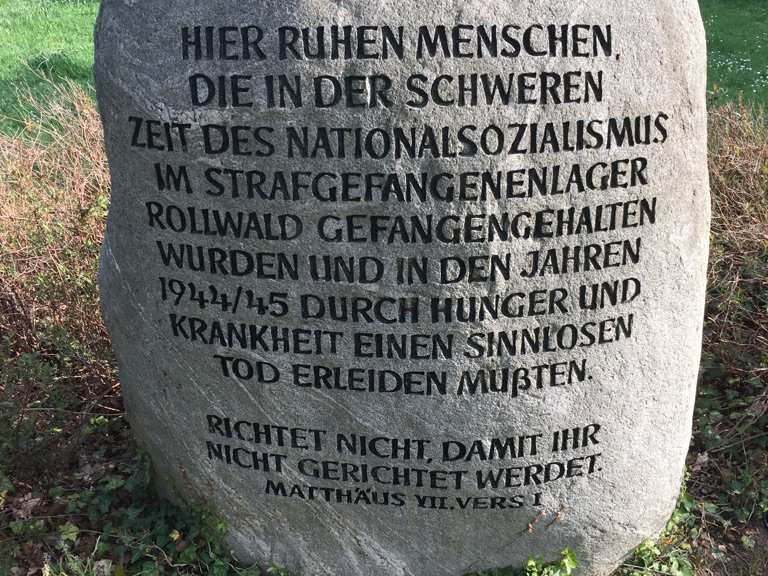 HIER RUHEN MENSCHEN,
DIE IN DER SCHWEREN
ZEIT DES NATIONALSOZIALISMUS
IM STRAFGEFANGENENLAGER
ROLLWALD GEFANGENGEHALTEN
WURDEN UND IN DEN JAHREN
1944/45 DURCH HUNGER UND
KRANKHEIT EINEN SINNLOSEN
TOD ERLEIDEN MUßTEN.
RICHTET NICHT, DAMIT IHR
NICHT GERICHTET WERDET.
MATTHÄUS VII, VERS I